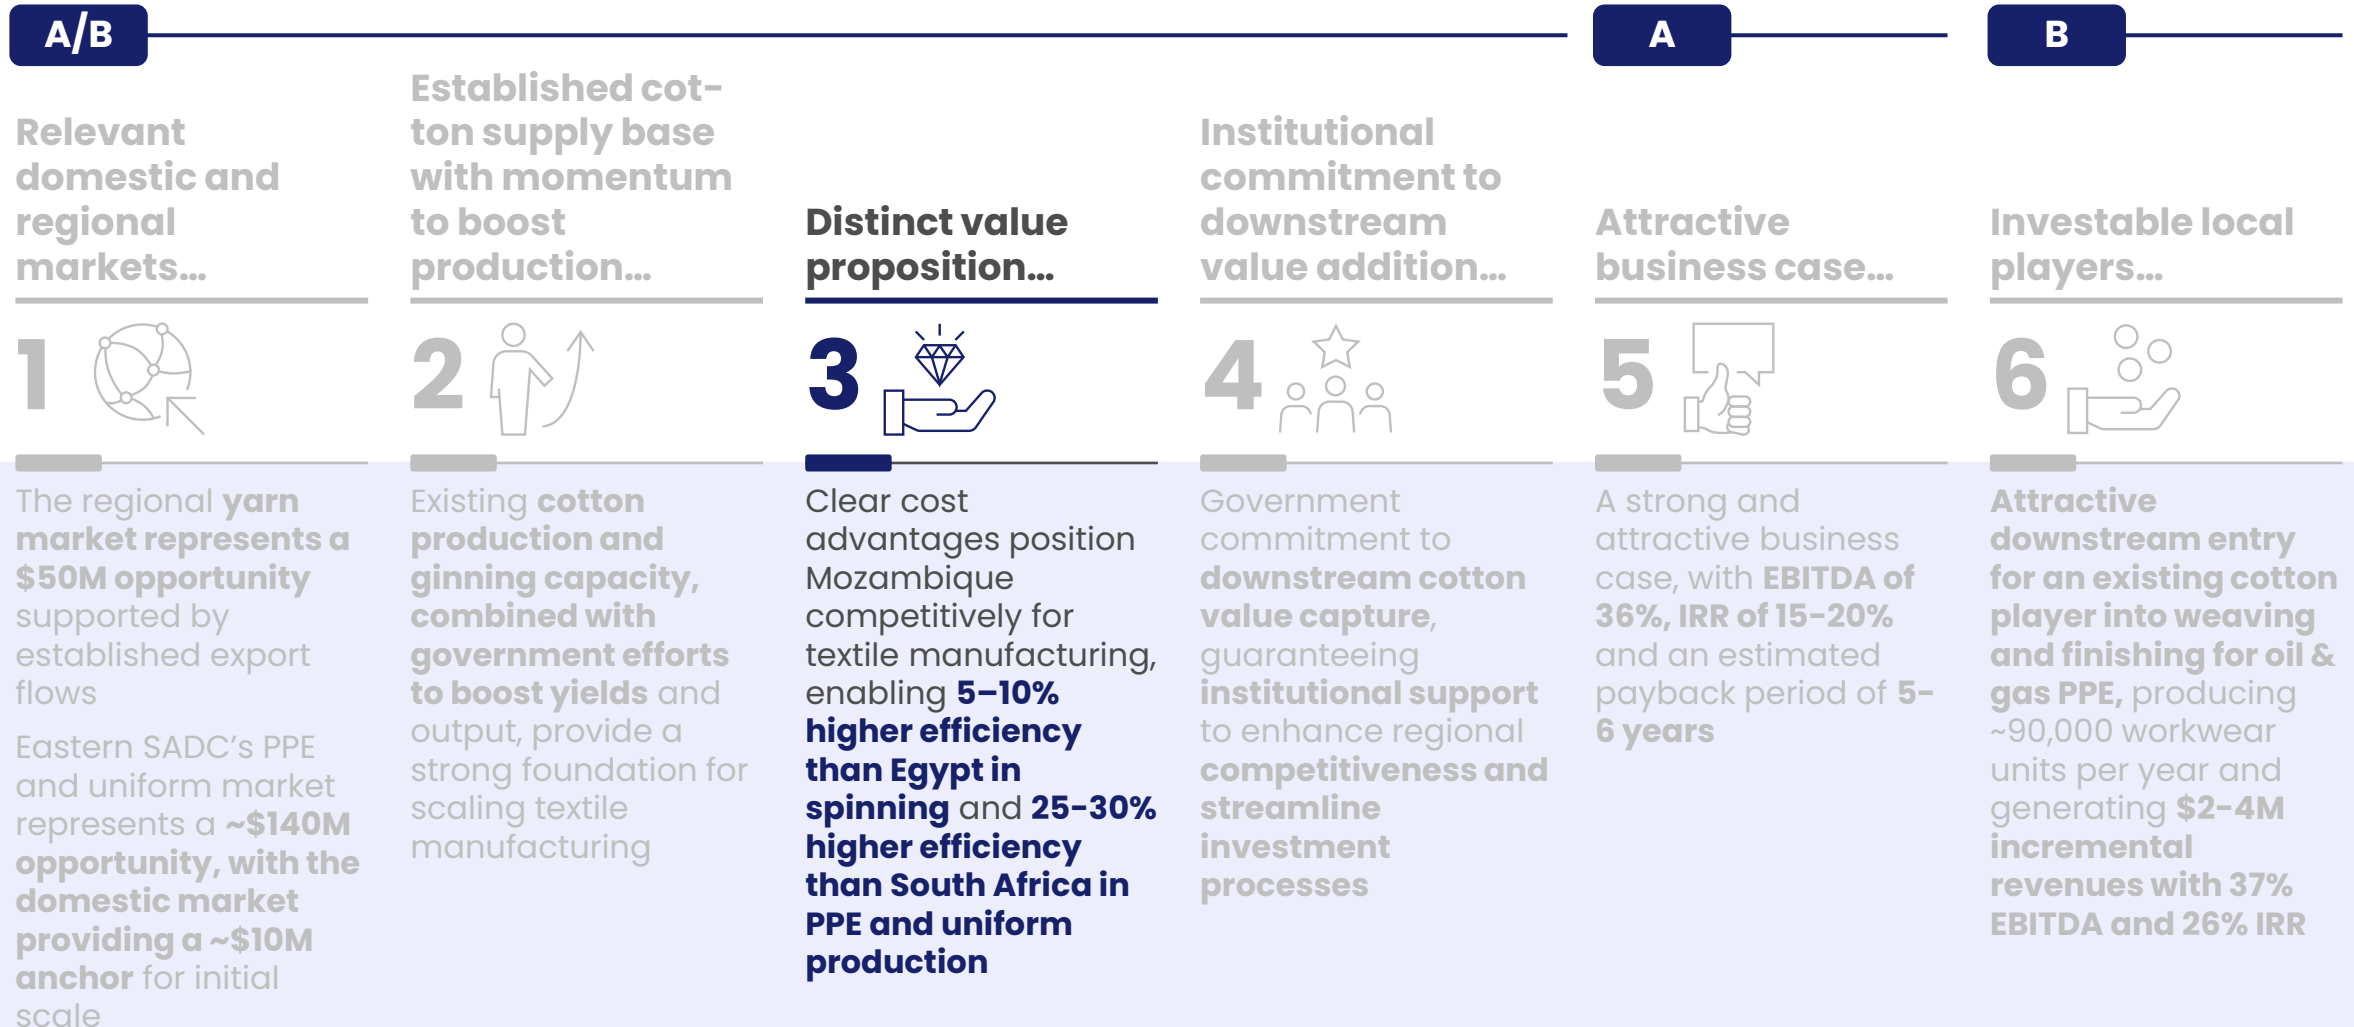 A/B
A
B
Relevant
domestic and
regional
markets...
1
The regional yarn
market represents a
$50M opportunity
supported by
established export
flows
Eastern SADC’s PPE
and uniform market
represents a ~$140M
opportunity, with the
domestic market
providing a ~$10M
anchor for initial
scale
Established cot-
ton supply base
with momentum
to boost
production...
2
Existing cotton
production and
ginning capacity,
combined with
government efforts
to boost yields and
output, provide a
strong foundation for
scaling textile
manufacturing
Distinct value
proposition...
3
Clear cost
advantages position
Mozambique
competitively for
textile manufacturing,
enabling 5–10%
higher efficiency
than Egypt in
spinning and 25-30%
higher efficiency
than South Africa in
PPE and uniform
production
Institutional
commitment to
downstream
value addition...
4
Government
commitment to
downstream cotton
value capture,
guaranteeing
institutional support
to enhance regional
competitiveness and
streamline
investment
processes
Attractive
business case...
5
A strong and
attractive business
case, with EBITDA of
36%, IRR of 15-20%
and an estimated
payback period of 5-
6 years
Investable local
players...
6
Attractive
downstream entry
for an existing cotton
player into weaving
and finishing for oil &
gas PPE, producing
~90,000 workwear
units per year and
generating $2-4M
incremental
revenues with 37%
EBITDA and 26% IRR